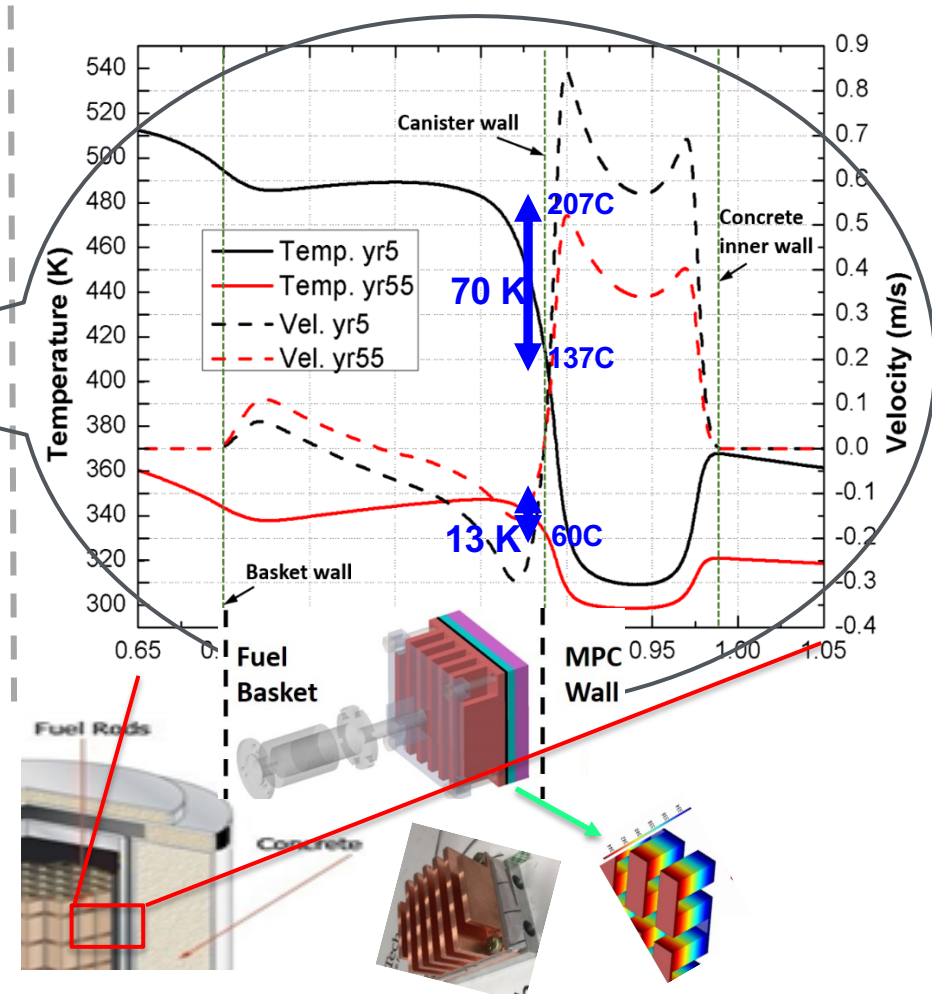 540
520
500
480
460
440
420
400
380
360
340
320
300
Temperature (K)
0.9
0.8
0.7
0.6
0.5
0.4
0.3
0.2
0.1
0.0
-0.1
-0.2
-0.3
-0.4
Velocity (m/s)
Canister wall
Concrete
inner wall
207C
Temp. yr5
Temp. yr55
Vel. yr5
Vel. yr55
70 K
137C
13 K
60C
Basket wall
0.65
0.95
1.00
1.05
Fuel
Basket
MPC
Wall
Fuel Rods
Concrete